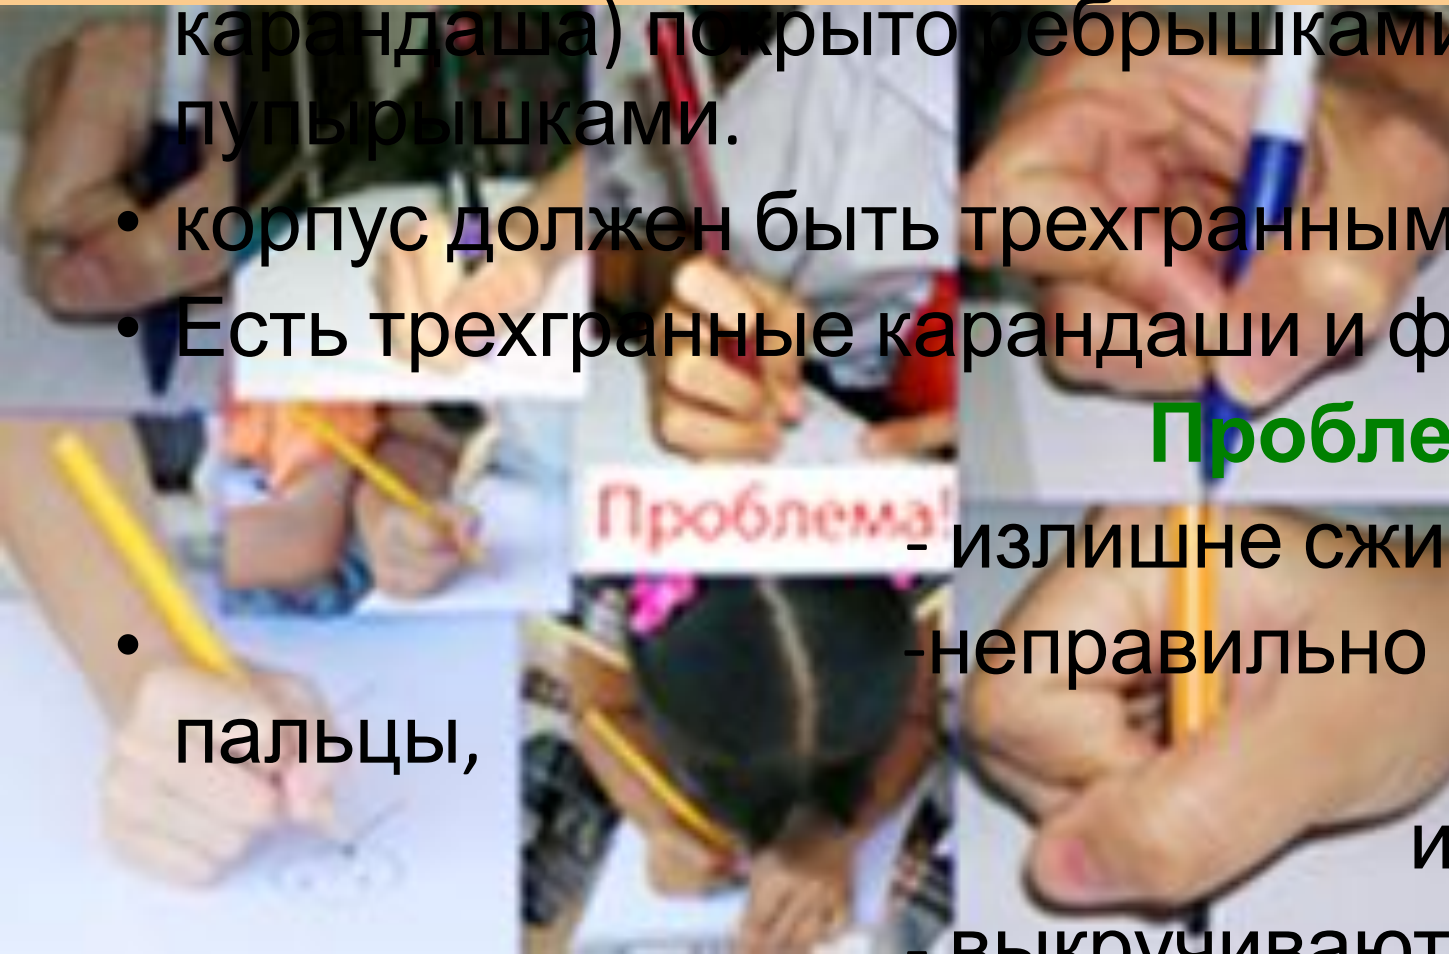 карандаша) покрыто ребрышками
пупырышками.
• корпус должен быть трехгранным
• Есть трехгранные карандаши и ф
Пробле
Проблема!
- излишне сжи
• -неправильно
пальцы,
и
- выкручивают